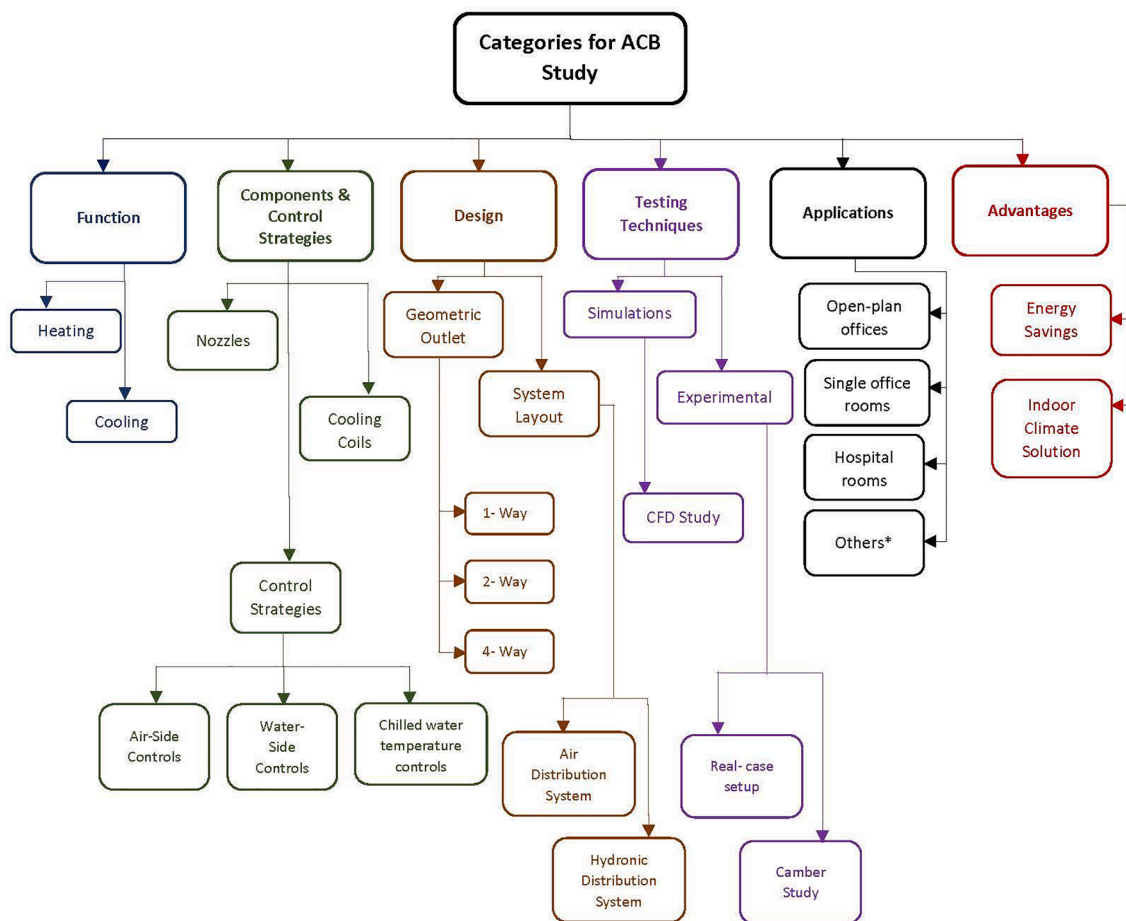 Categories for ACB
Study
Function
Components &
Control
Strategies
Design
Testing
Techniques
Applications
Advantages
Heating
Cooling
Nozzles
Cooling
Coils
Control
Strategies
Air-Side
Controls
Water-
Side
Controls
Chilled water
temperature
controls
Geometric
Outlet
System
Layout
1- Way
2- Way
4- Way
Air
Distribution
System
Hydronic
Distribution
System
Simulations
Experimental
CFD Study
Real- case
setup
Camber
Study
Open-plan
offices
Single office
rooms
Hospital
rooms
Others*
Energy
Savings
Indoor
Climate
Solution